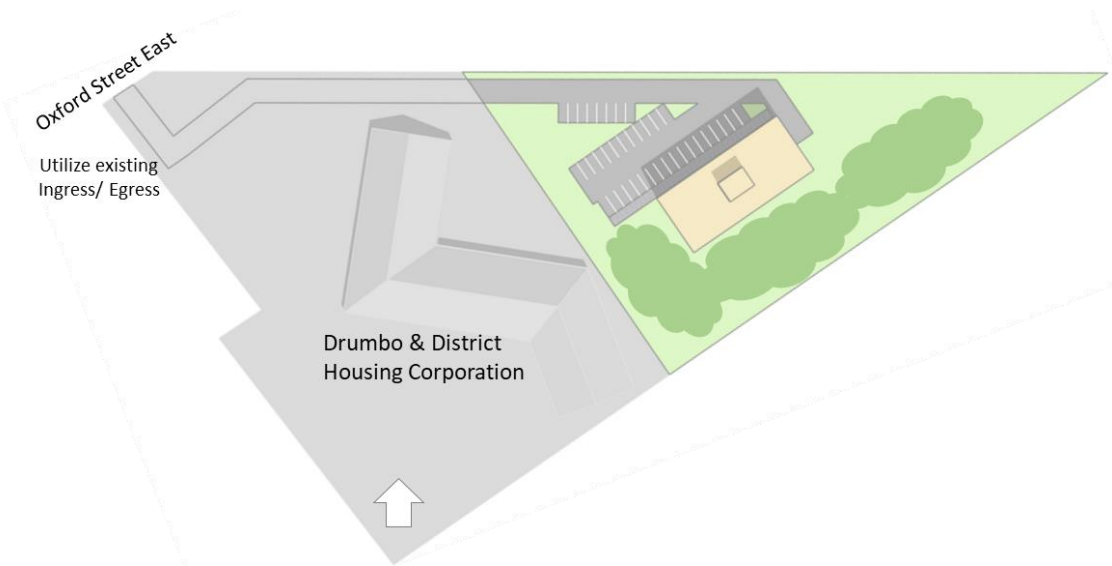 Oxford Street East
Utilize existing
Ingress/ Egress
Drumbo & District
Housing Corporation